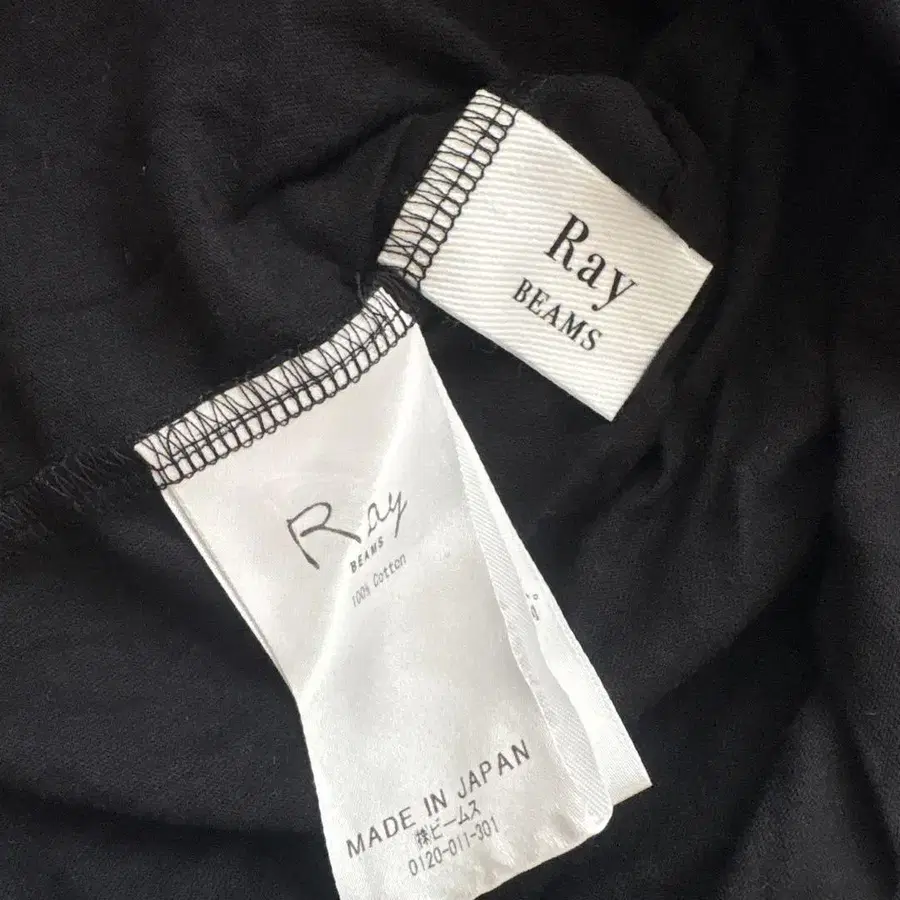 Ray
BEAMS
Ray
BEAMS
100% Cotton
MADE IN JAPAN
㈱ビームス
0120-011-301